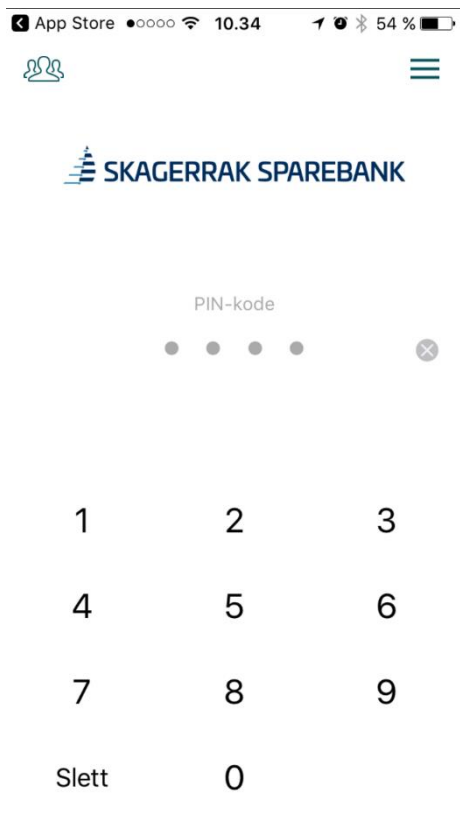 App Store 10.34 54 %
SKAGERRAK SPAREBANK
PIN-kode
1 2 3
4 5 6
7 8 9
Slett 0